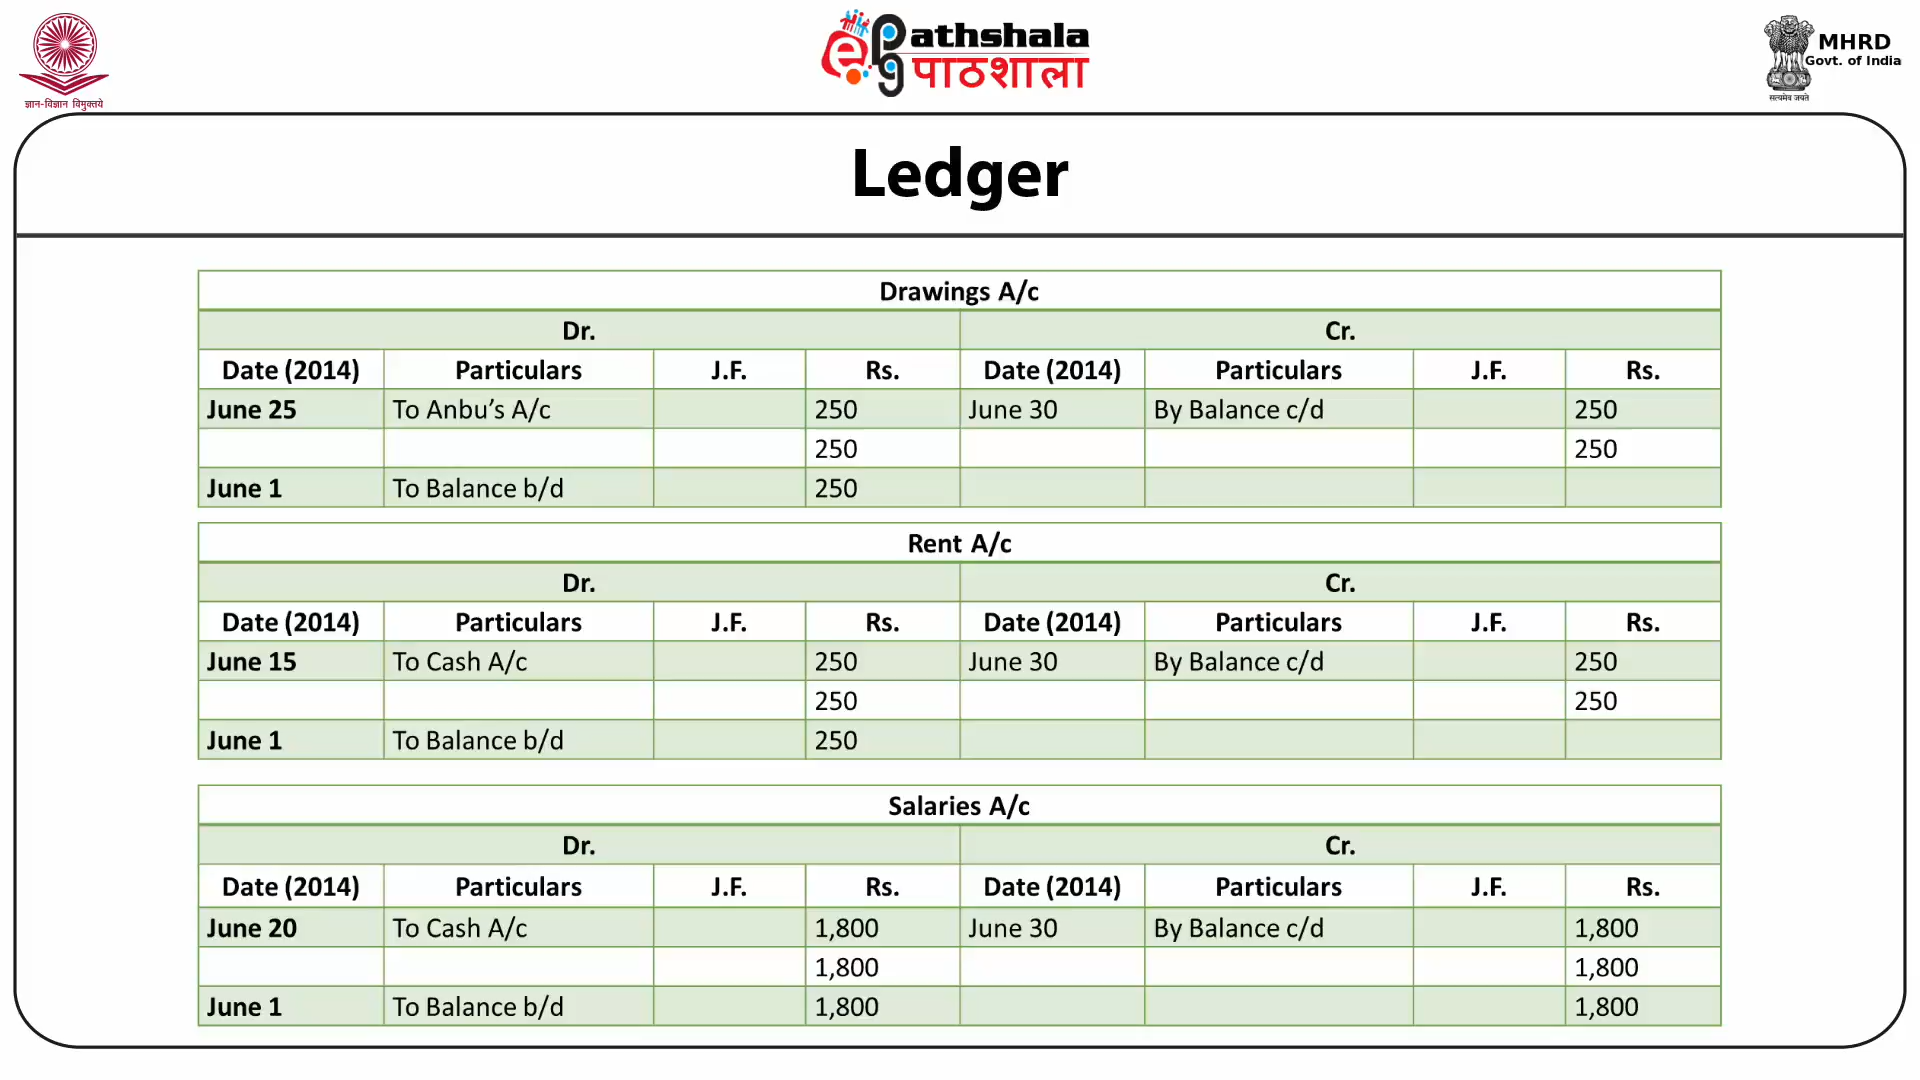 ज्ञान-विज्ञान विमुक्तये
ePathshala
पाठशाला
MHRD
Govt. of India
सत्यमेव जयते
Ledger
Drawings A/c
Dr. Cr.
Date (2014) Particulars J.F. Rs. Date (2014) Particulars J.F. Rs.
June 25 To Anbu’s A/c 250 June 30 By Balance c/d 250
250 250
June 1 To Balance b/d 250
Rent A/c
Dr. Cr.
Date (2014) Particulars J.F. Rs. Date (2014) Particulars J.F. Rs.
June 15 To Cash A/c 250 June 30 By Balance c/d 250
250 250
June 1 To Balance b/d 250
Salaries A/c
Dr. Cr.
Date (2014) Particulars J.F. Rs. Date (2014) Particulars J.F. Rs.
June 20 To Cash A/c 1,800 June 30 By Balance c/d 1,800
1,800 1,800
June 1 To Balance b/d 1,800 1,800